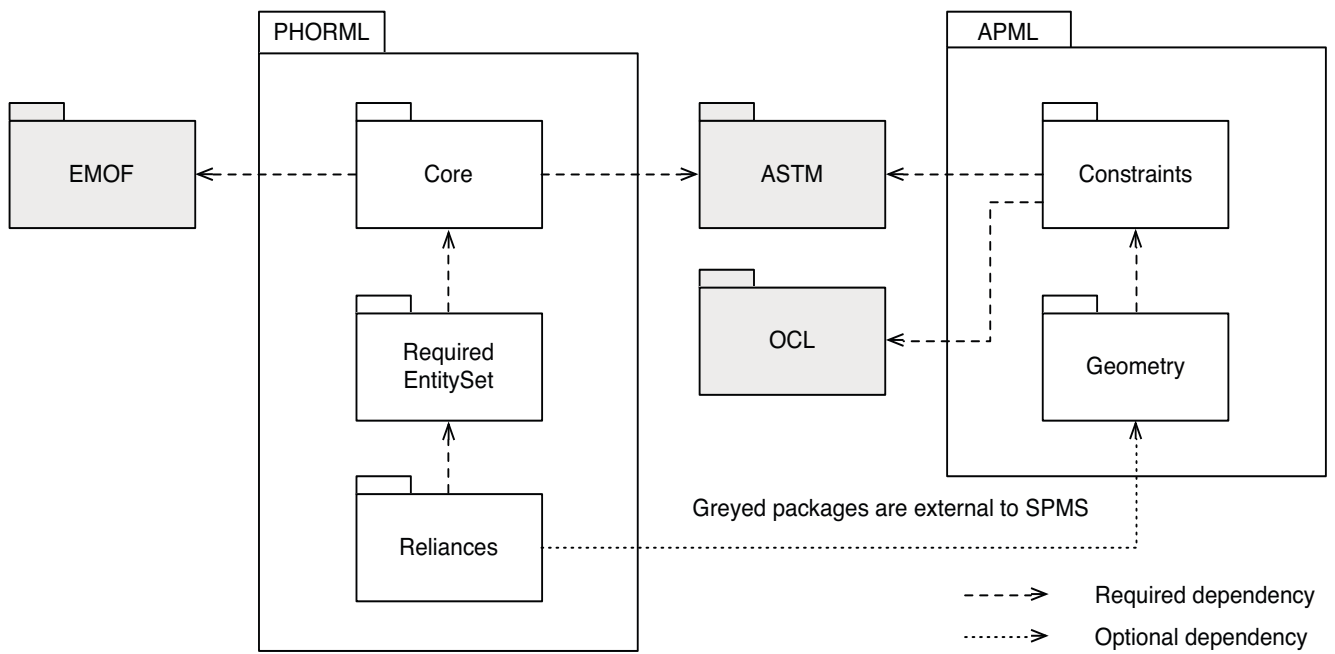 PHORML
APML
EMOF
Core
ASTM
Constraints
Required
EntitySet
OCL
Geometry
Reliances
Greyed packages are external to SPMS
Required dependency
Optional dependency